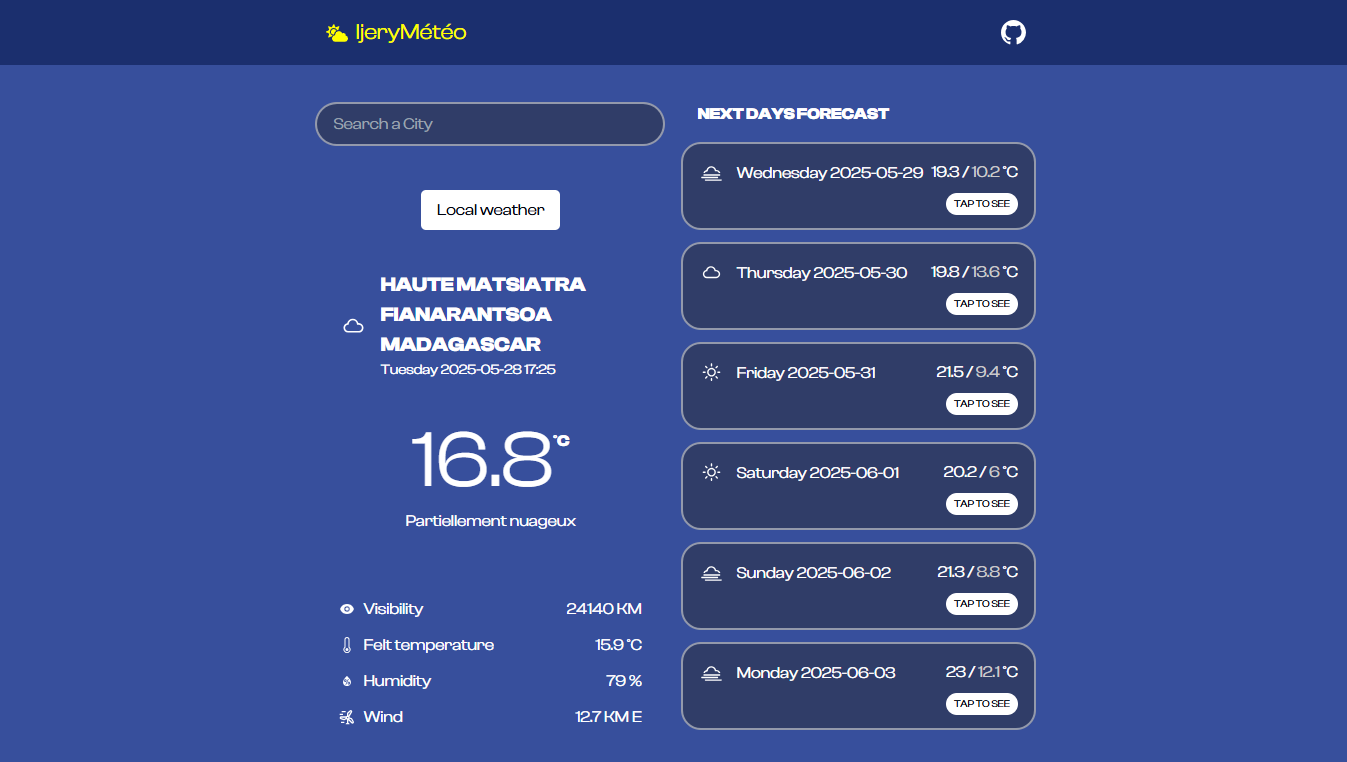 IjeryMétéo
Search a City
Local weather
HAUTE MATSIATRA
FIANARANTSOA
MADAGASCAR
Tuesday 2025-05-28 17:25
16.8°C
Partiellement nuageux
Visibility 24140 KM
Felt temperature 15.9 °C
Humidity 79 %
Wind 12.7 KM E
NEXT DAYS FORECAST
Wednesday 2025-05-29 19.3 / 10.2 °C
TAP TO SEE
Thursday 2025-05-30 19.8 / 13.6 °C
TAP TO SEE
Friday 2025-05-31 21.5 / 9.4 °C
TAP TO SEE
Saturday 2025-06-01 20.2 / 6 °C
TAP TO SEE
Sunday 2025-06-02 21.3 / 8.8 °C
TAP TO SEE
Monday 2025-06-03 23 / 12.1 °C
TAP TO SEE